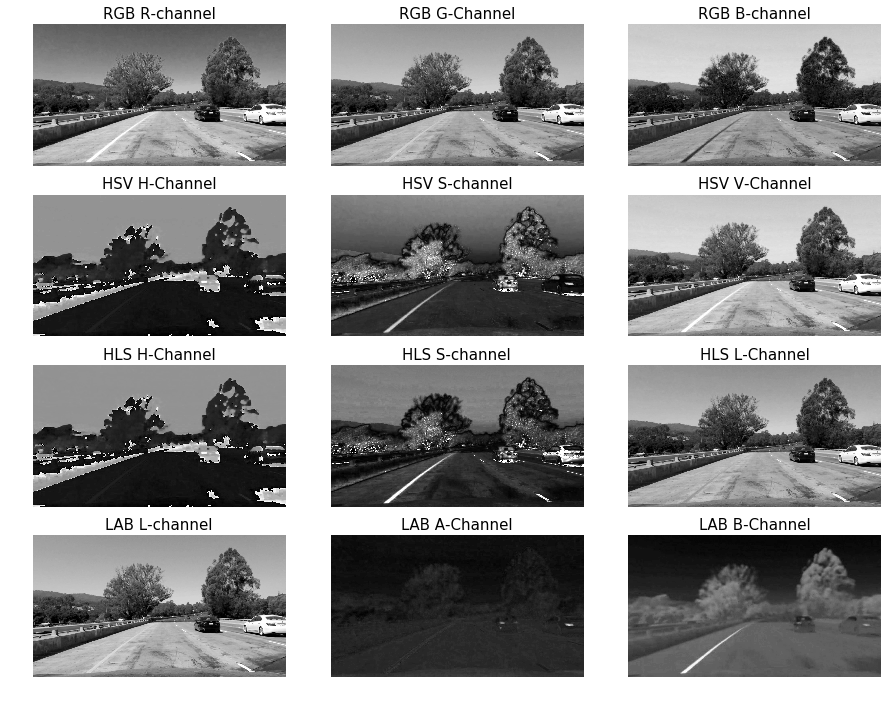 RGB R-channel
RGB G-Channel
RGB B-channel
HSV H-Channel
HSV S-channel
HSV V-Channel
HLS H-Channel
HLS S-channel
HLS L-Channel
LAB L-channel
LAB A-Channel
LAB B-Channel